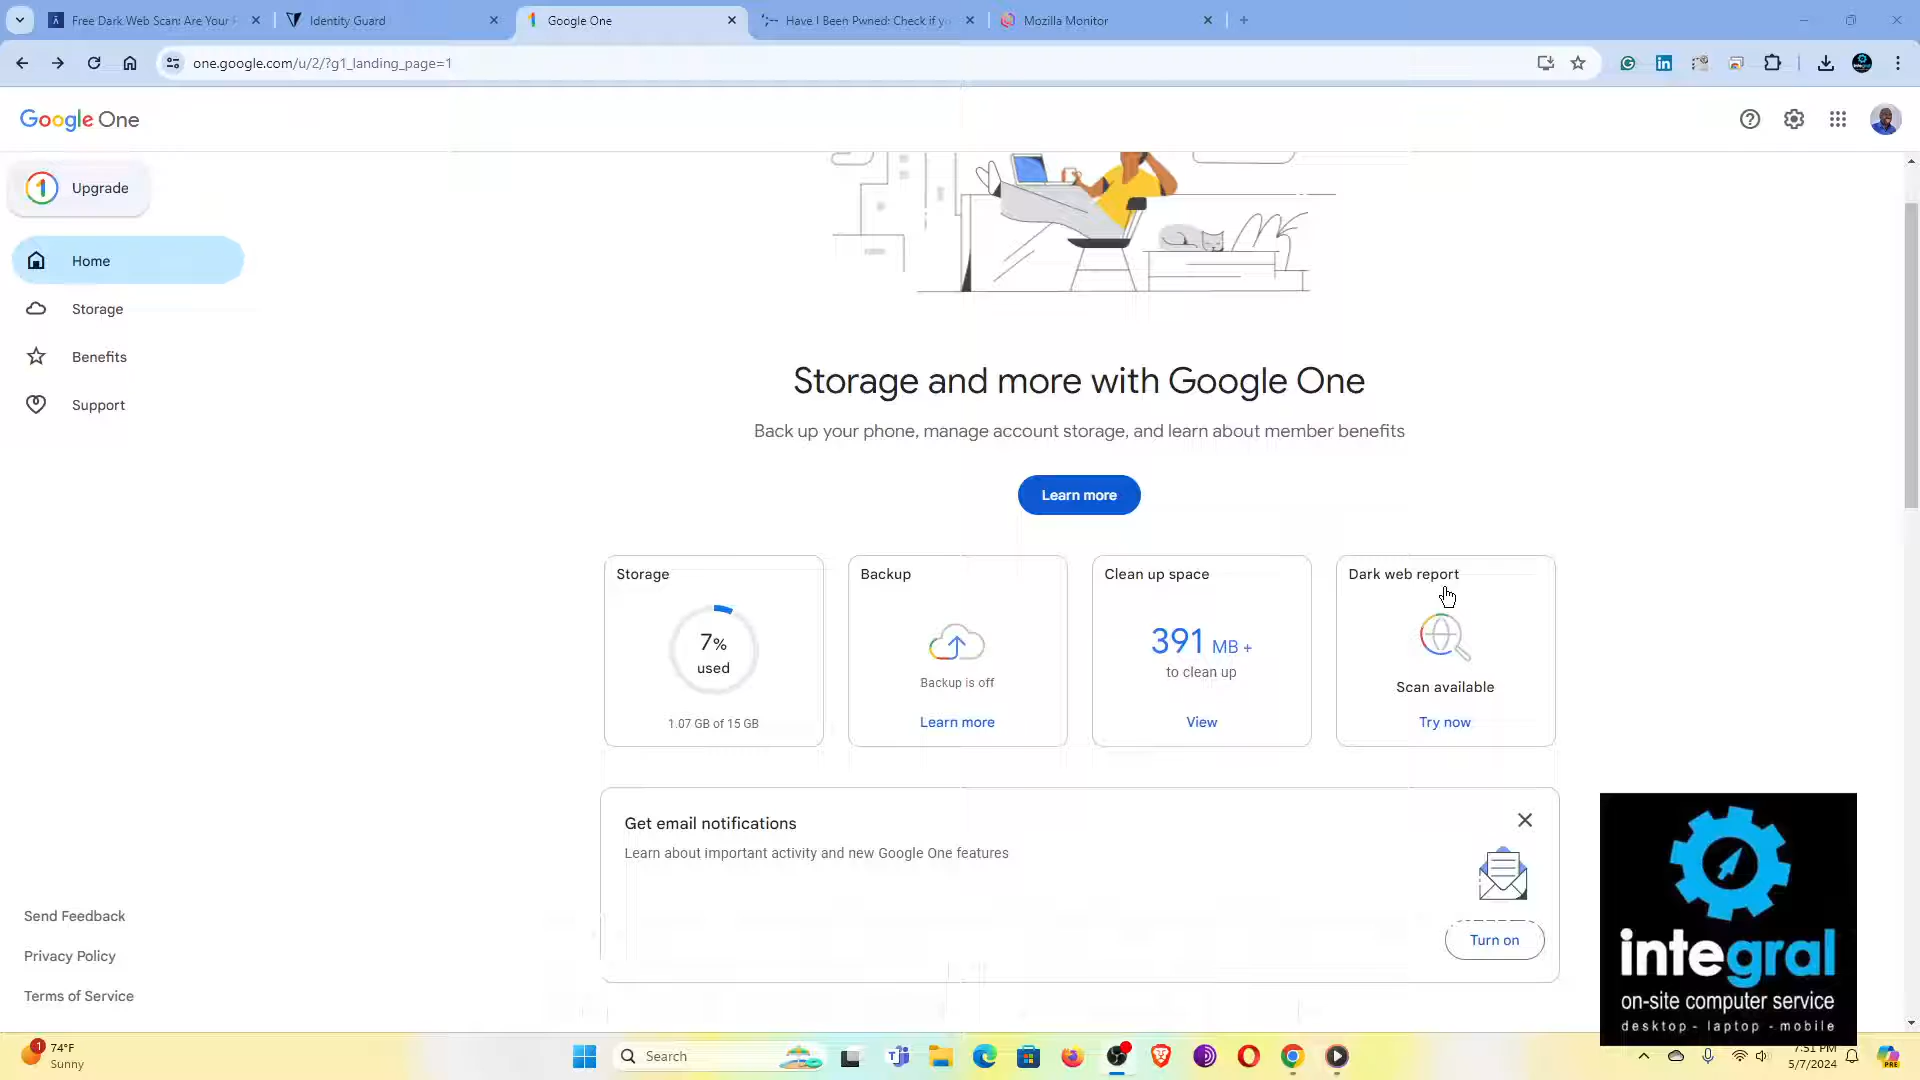 Free Dark Web Scan: Are Your P
Identity Guard
Google One
Have I Been Pwned: Check if yo
Mozilla Monitor
one.google.com/u/2/?g1_landing_page=1
Google One
Upgrade
Home
Storage
Benefits
Support
Storage and more with Google One
Back up your phone, manage account storage, and learn about member benefits
Learn more
Storage
7%
used
1.07 GB of 15 GB
Backup
Backup is off
Learn more
Clean up space
391 MB +
to clean up
View
Dark web report
Scan available
Try now
Get email notifications
Learn about important activity and new Google One features
Turn on
Send Feedback
Privacy Policy
Terms of Service
integral
on-site computer service
desktop - laptop - mobile
1
74°F
Sunny
Search
7:51 PM
5/7/2024
PRE